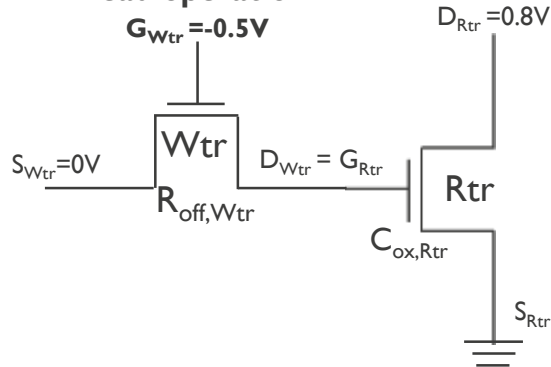 G_Wtr=-0.5V
D_Rtr =0.8V
Wtr
S_Wtr=0V
D_Wtr = G_Rtr
Rtr
R_off,Wtr
C_ox,Rtr
S_Rtr